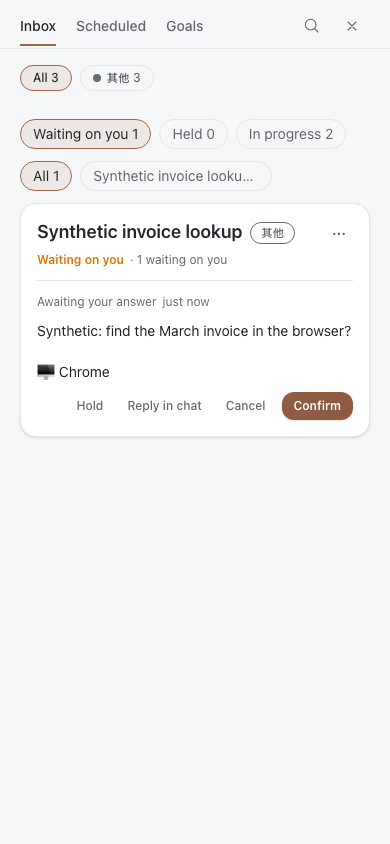 Inbox Scheduled Goals
All 3 其他 3
Waiting on you 1 Held 0 In progress 2
All 1 Synthetic invoice looku...
Synthetic invoice lookup 其他
Waiting on you · 1 waiting on you
Awaiting your answer just now
Synthetic: find the March invoice in the browser?
Chrome
Hold Reply in chat Cancel Confirm